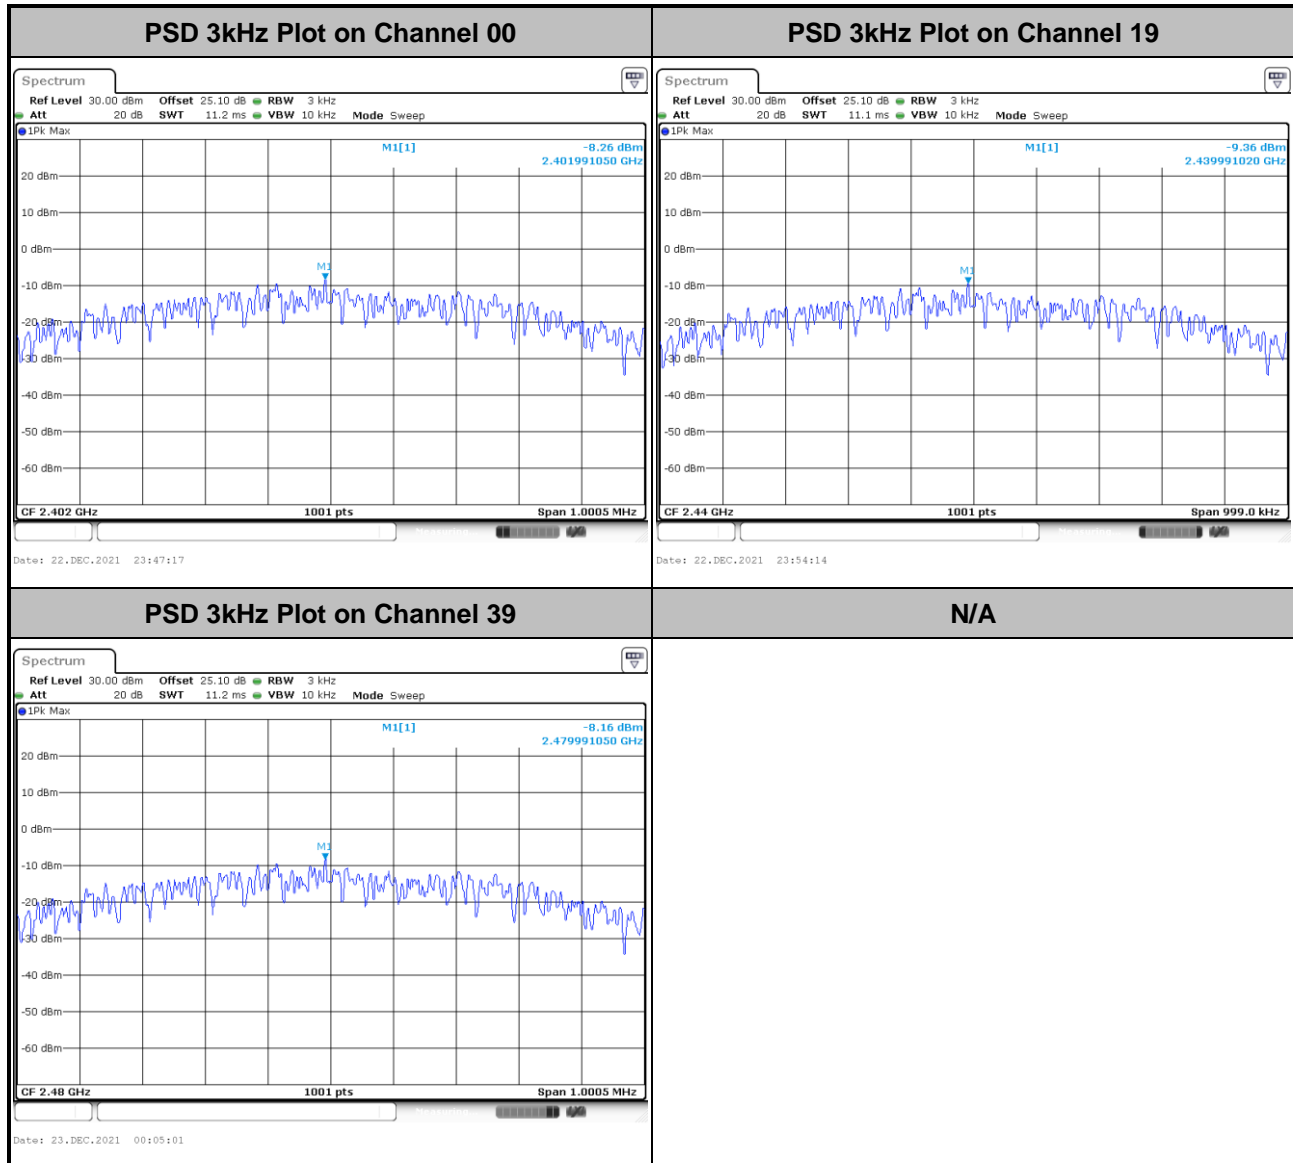 PSD 3kHz Plot on Channel 00
Spectrum
Ref Level 30.00 dBm Offset 25.10 dB RBW 3 kHz
Att 20 dB SWT 11.2 ms VBW 10 kHz Mode Sweep
1Pk Max
M1[1] -8.26 dBm
2.401991050 GHz
20 dBm
10 dBm
0 dBm
M1
-10 dBm
-20 dBm
-30 dBm
-40 dBm
-50 dBm
-60 dBm
CF 2.402 GHz 1001 pts Span 1.0005 MHz
Measuring
Date: 22.DEC.2021 23:47:17
PSD 3kHz Plot on Channel 19
Spectrum
Ref Level 30.00 dBm Offset 25.10 dB RBW 3 kHz
Att 20 dB SWT 11.1 ms VBW 10 kHz Mode Sweep
1Pk Max
M1[1] -9.36 dBm
2.439991020 GHz
20 dBm
10 dBm
0 dBm
M1
-10 dBm
-20 dBm
-30 dBm
-40 dBm
-50 dBm
-60 dBm
CF 2.44 GHz 1001 pts Span 999.0 kHz
Measuring
Date: 22.DEC.2021 23:54:14
PSD 3kHz Plot on Channel 39
Spectrum
Ref Level 30.00 dBm Offset 25.10 dB RBW 3 kHz
Att 20 dB SWT 11.2 ms VBW 10 kHz Mode Sweep
1Pk Max
M1[1] -8.16 dBm
2.479991050 GHz
20 dBm
10 dBm
0 dBm
M1
-10 dBm
-20 dBm
-30 dBm
-40 dBm
-50 dBm
-60 dBm
CF 2.48 GHz 1001 pts Span 1.0005 MHz
Measuring
Date: 23.DEC.2021 00:05:01
N/A